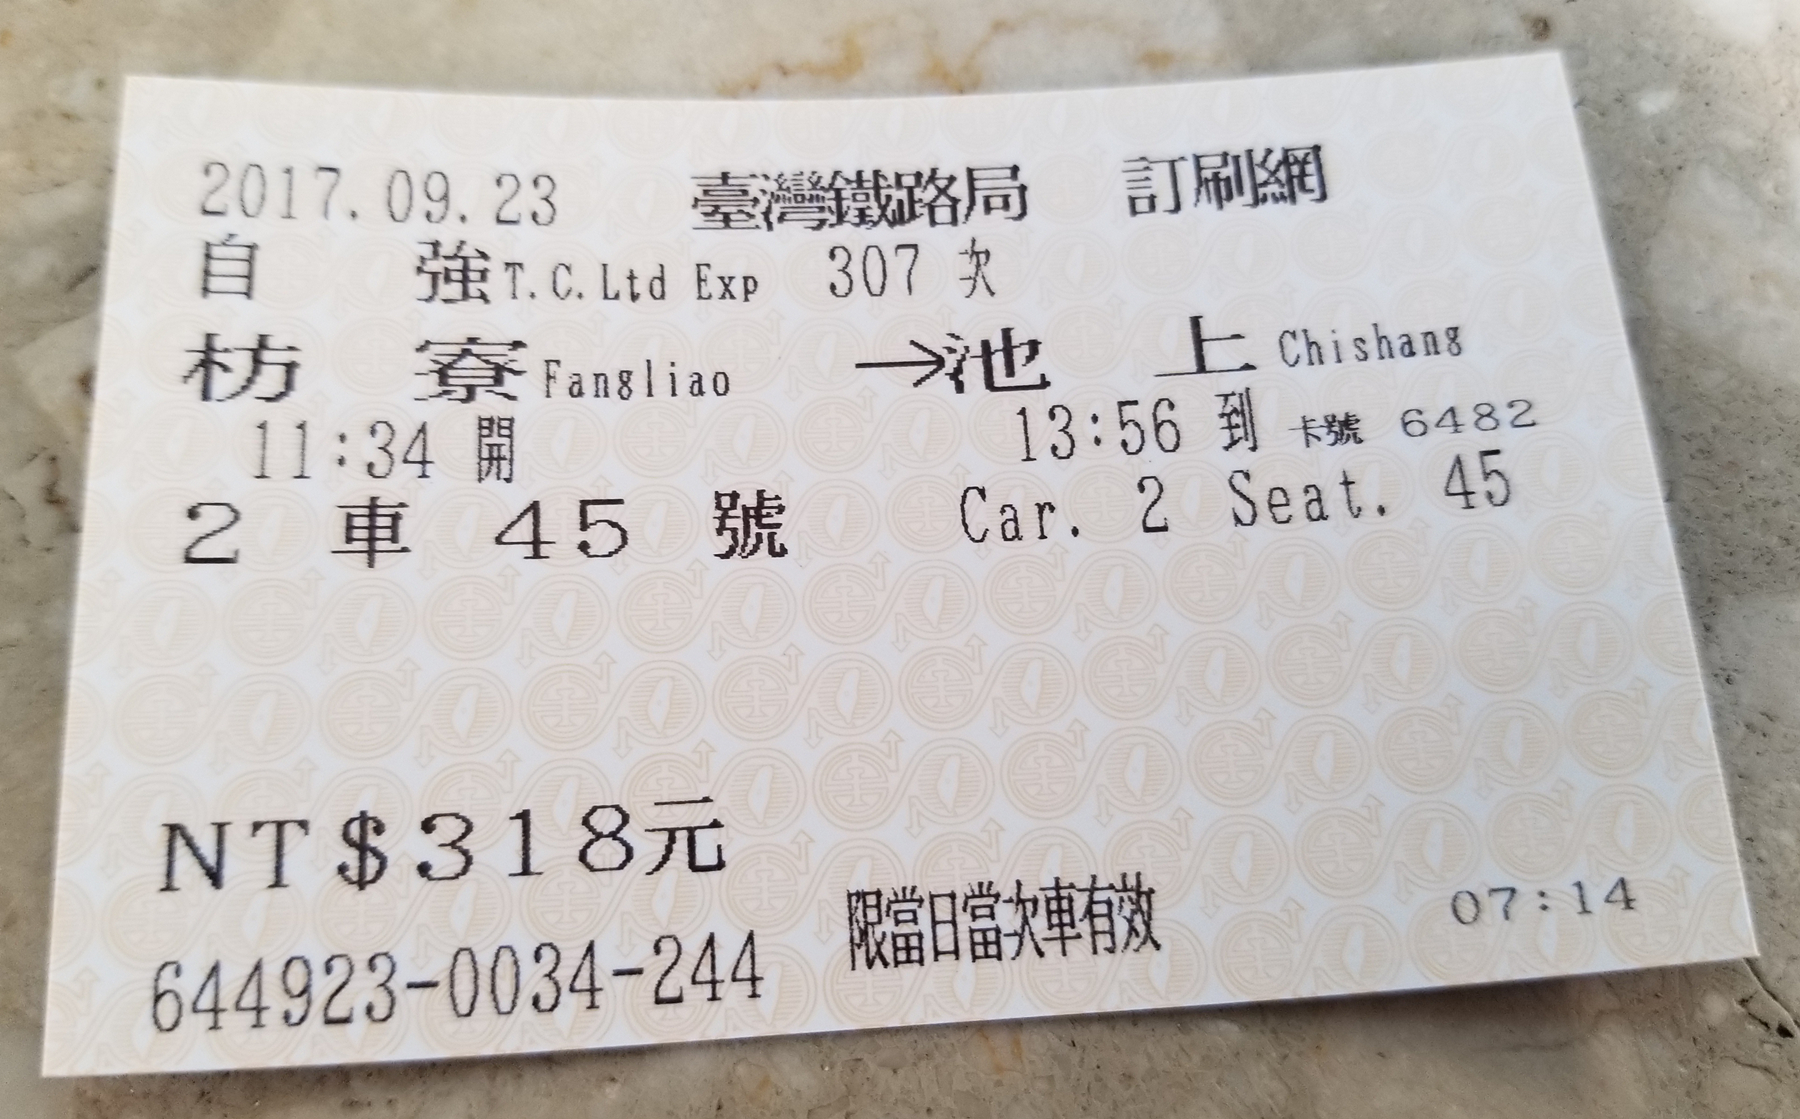 2017.09.23 臺灣鐵路局 訂刷網
自 強 T.C.Ltd Exp 307 次
枋 寮 Fangliao →池 上 Chishang
11:34 開 13:56 到 卡號 6482
2 車 45 號 Car. 2 Seat. 45
NT$318元
限當日當次車有效 07:14
644923-0034-244